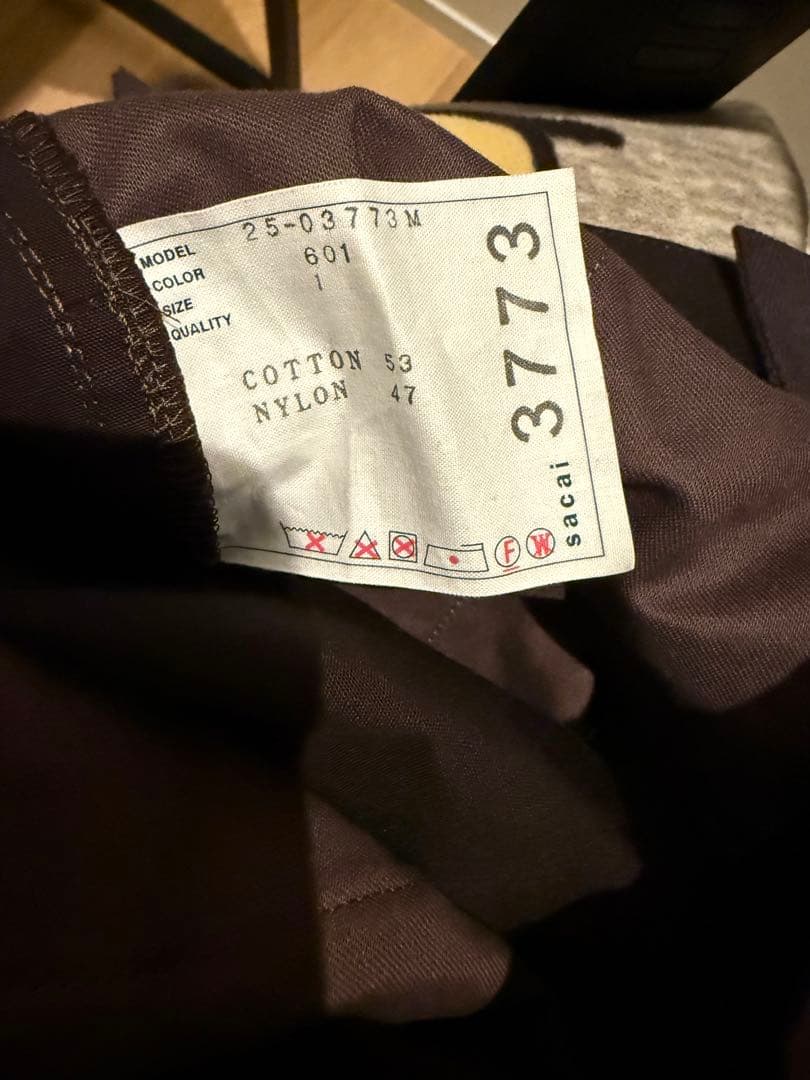 MODEL 25-03773M
COLOR 601
SIZE 1
QUALITY
COTTON 53
NYLON 47
F W
sacai 3773